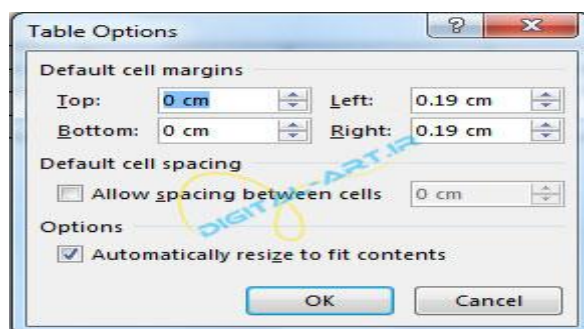 Table Options
Default cell margins
Top: 0 cm Left: 0.19 cm
Bottom: 0 cm Right: 0.19 cm
Default cell spacing
Allow spacing between cells 0 cm
DIGITAL-ART.IR
Options
Automatically resize to fit contents
OK Cancel